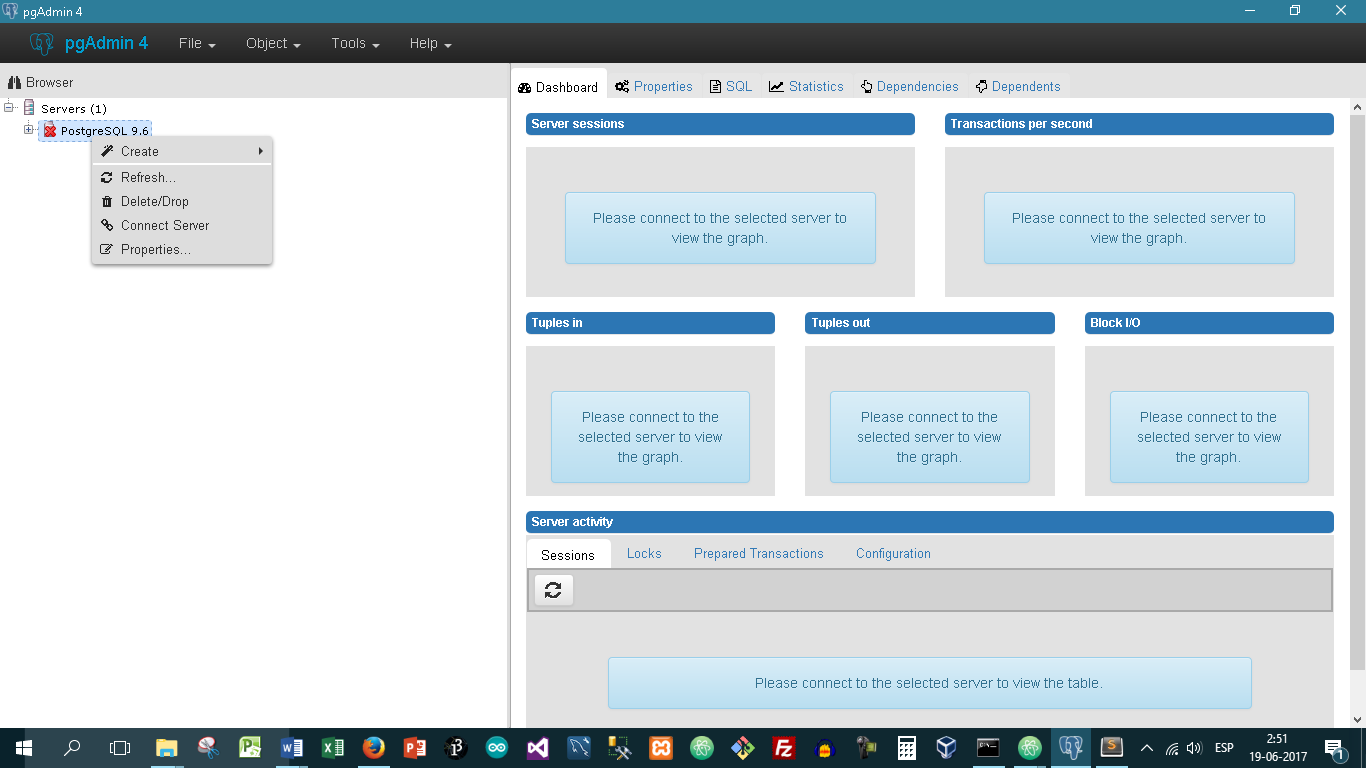 pgAdmin 4
pgAdmin 4 File Object Tools Help
Browser
Servers (1)
PostgreSQL 9.6
Create
Refresh...
Delete/Drop
Connect Server
Properties...
Dashboard Properties SQL Statistics Dependencies Dependents
Server sessions
Please connect to the selected server to
view the graph.
Transactions per second
Please connect to the selected server to
view the graph.
Tuples in
Please connect to the
selected server to view
the graph.
Tuples out
Please connect to the
selected server to view
the graph.
Block I/O
Please connect to the
selected server to view
the graph.
Server activity
Sessions Locks Prepared Transactions Configuration
Please connect to the selected server to view the table.
ESP
2:51
19-06-2017
1